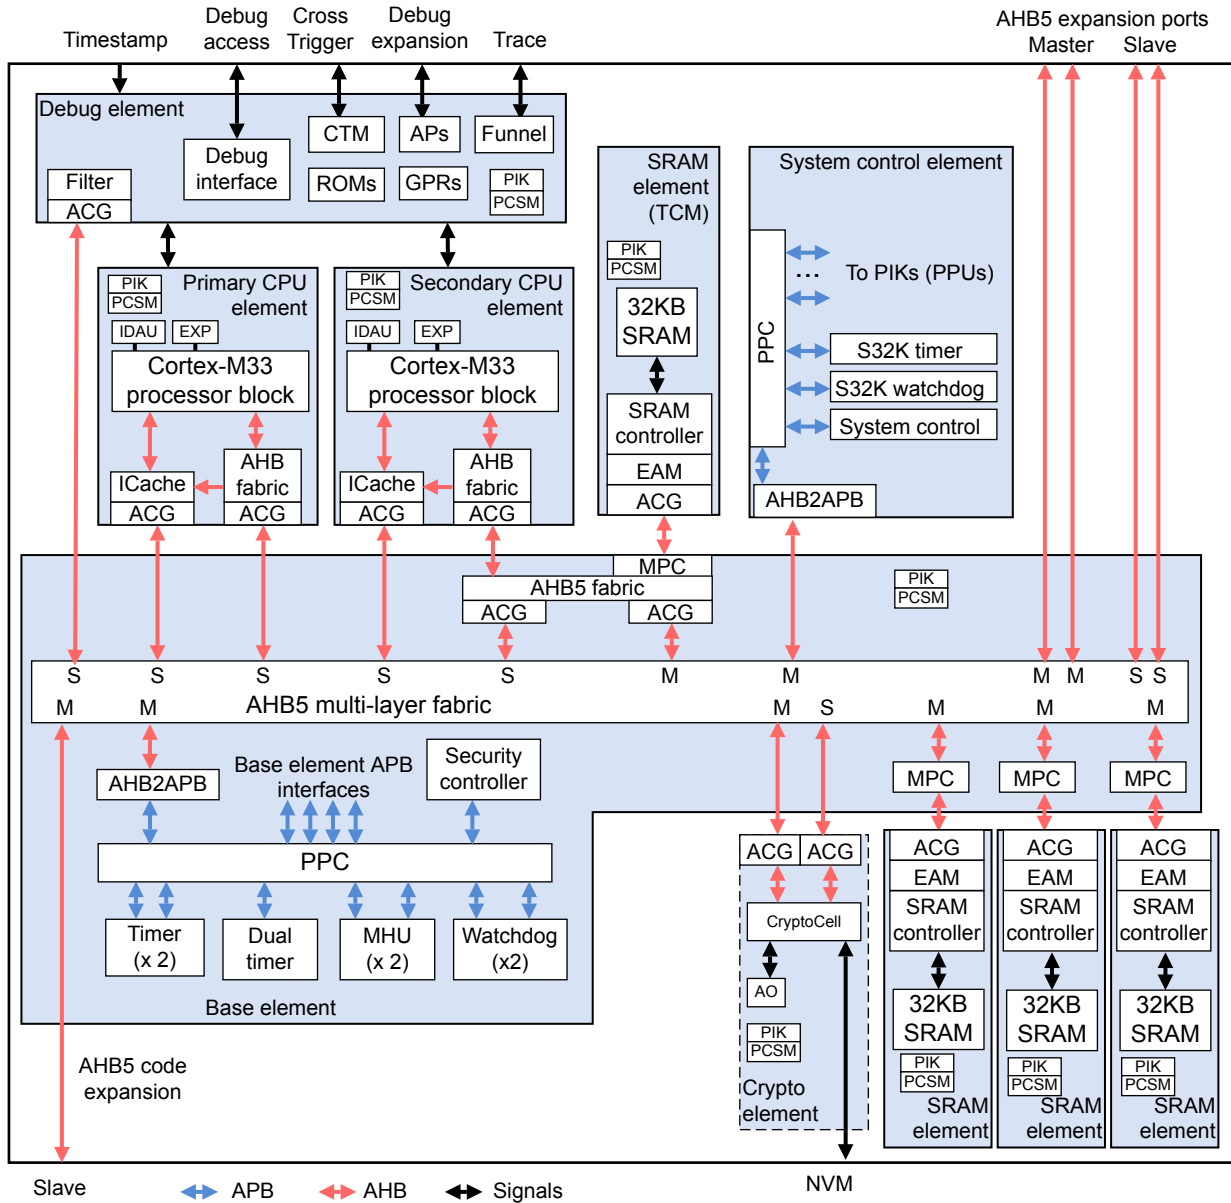 Timestamp
Debug
access
Cross
Trigger
Debug
expansion
Trace
AHB5 expansion ports
Master
Slave
Debug element
Debug
interface
CTM
APs
Funnel
ROMs
GPRs
PIK
PCSM
Filter
ACG
SRAM
element
(TCM)
PIK
PCSM
32KB
SRAM
SRAM
controller
EAM
ACG
System control element
PPC
...
To PIKs (PPUs)
S32K timer
S32K watchdog
System control
AHB2APB
PIK
PCSM
Primary CPU
element
IDAU
EXP
Cortex-M33
processor block
ICache
ACG
AHB
fabric
ACG
PIK
PCSM
Secondary CPU
element
IDAU
EXP
Cortex-M33
processor block
ICache
ACG
AHB
fabric
ACG
MPC
AHB5 fabric
ACG
ACG
PIK
PCSM
S
S
S
S
S
M
M
M
M
S
S
M
M
AHB5 multi-layer fabric
M
S
M
M
M
AHB2APB
Base element APB
interfaces
Security
controller
MPC
MPC
MPC
PPC
Timer
(x 2)
Dual
timer
MHU
(x 2)
Watchdog
(x2)
Base element
ACG
ACG
CryptoCell
AO
PIK
PCSM
Crypto
element
ACG
EAM
SRAM
controller
32KB
SRAM
PIK
PCSM
SRAM
element
ACG
EAM
SRAM
controller
32KB
SRAM
PIK
PCSM
SRAM
element
ACG
EAM
SRAM
controller
32KB
SRAM
PIK
PCSM
SRAM
element
AHB5 code
expansion
Slave
APB
AHB
Signals
NVM